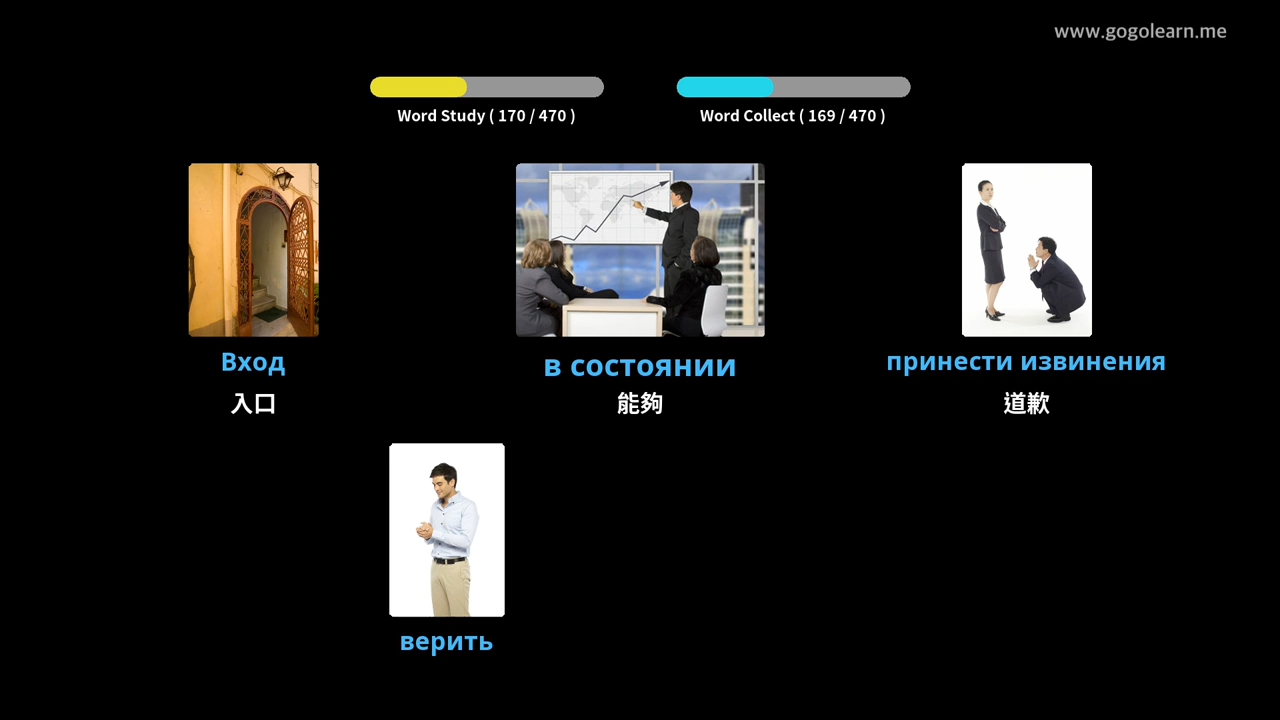 www.gogolearn.me
Word Study ( 170 / 470 )
Word Collect ( 169 / 470 )
Вход
в состоянии
принести извинения
入口
能夠
道歉
верить